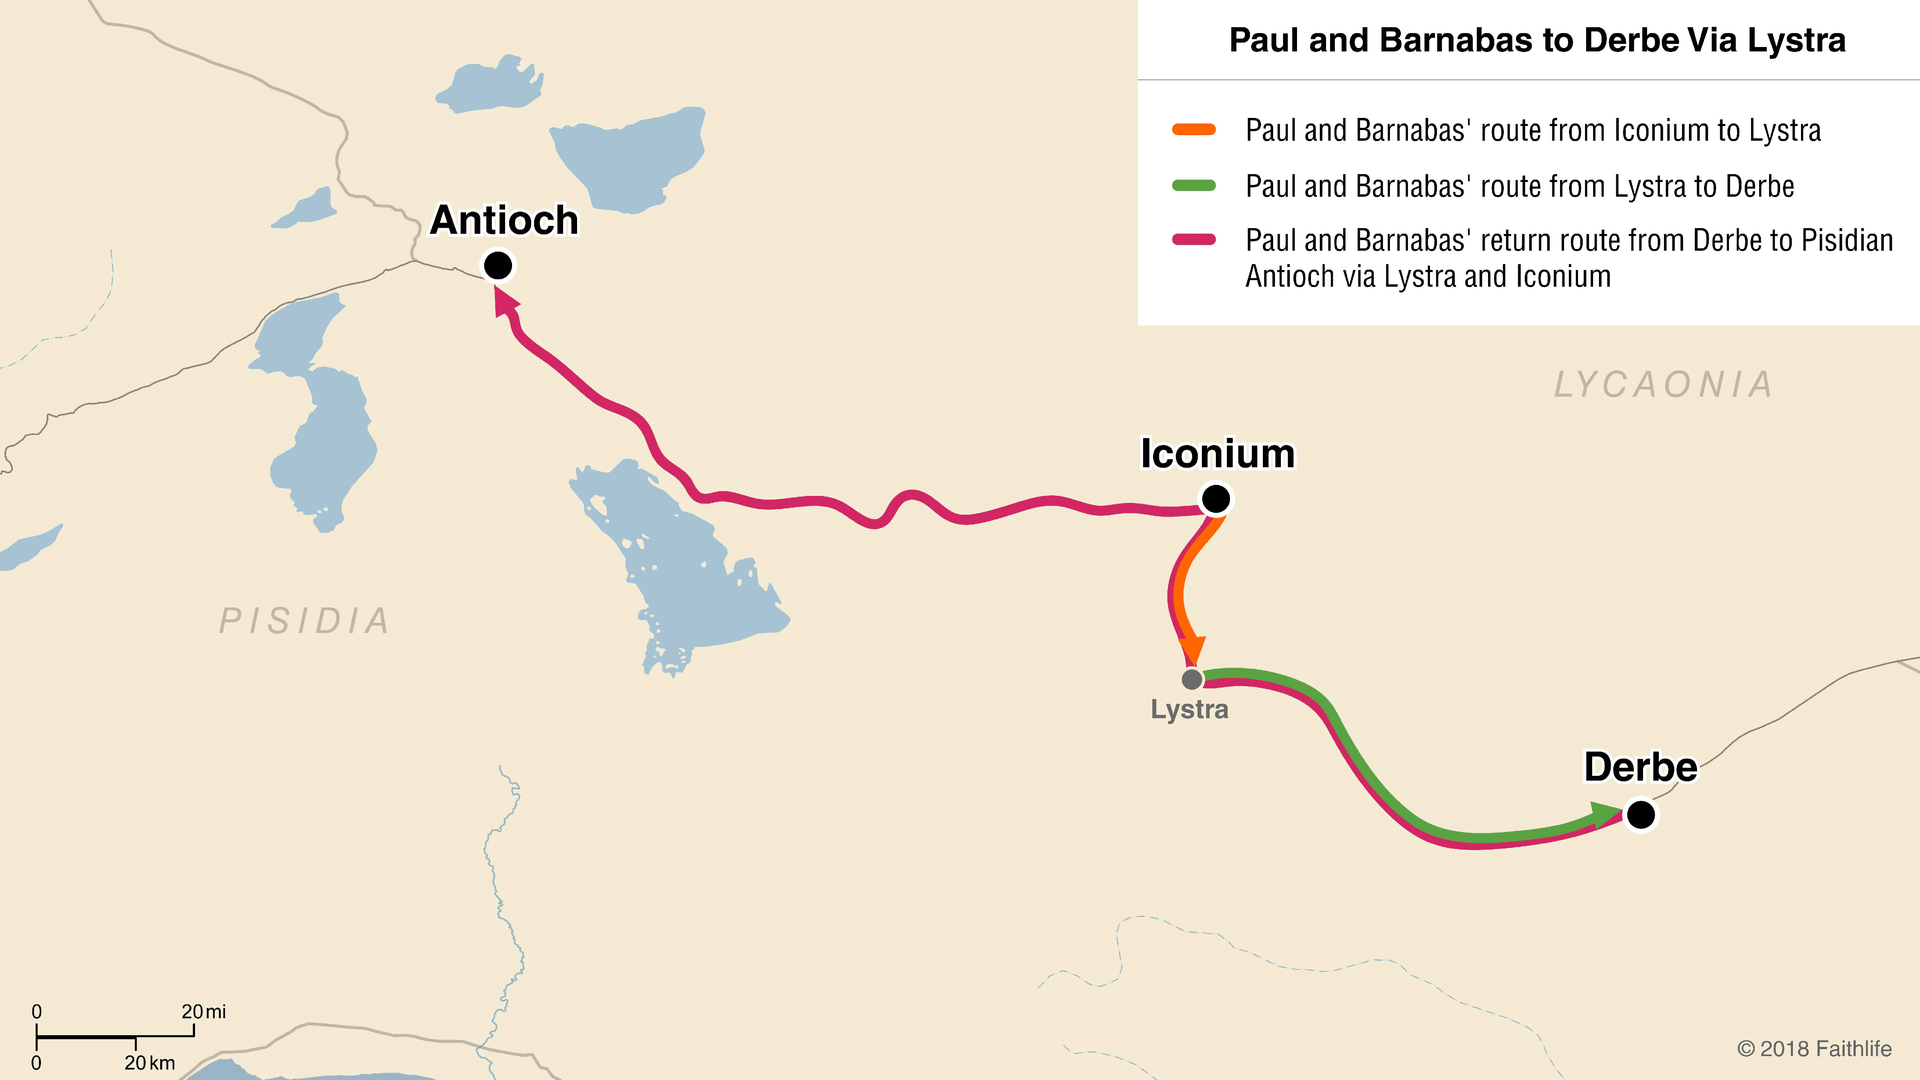 Paul and Barnabas to Derbe Via Lystra
Paul and Barnabas' route from Iconium to Lystra
Paul and Barnabas' route from Lystra to Derbe
Paul and Barnabas' return route from Derbe to Pisidian
Antioch via Lystra and Iconium
Antioch
LYCAONIA
Iconium
PISIDIA
Lystra
Derbe
0 20 mi
0 20 km
© 2018 Faithlife